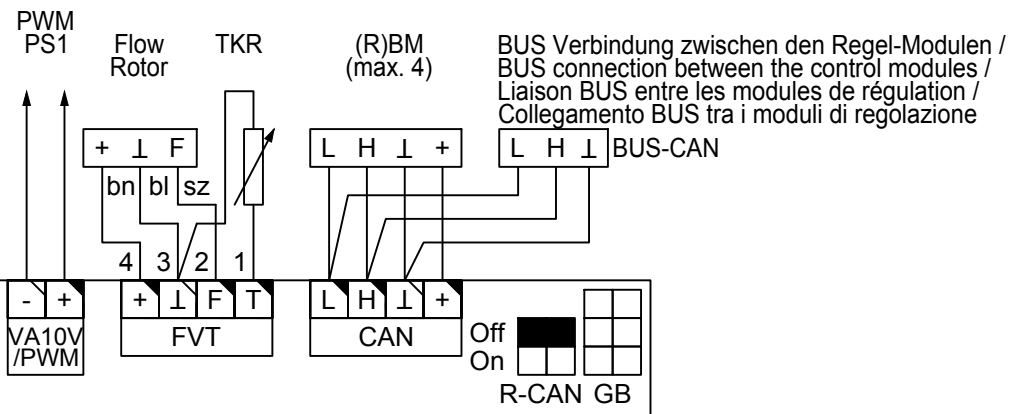 PWM
PS1
Flow
Rotor
TKR
(R)BM
(max. 4)
BUS Verbindung zwischen den Regel-Modulen /
BUS connection between the control modules /
Liaison BUS entre les modules de régulation /
Collegamento BUS tra i moduli di regolazione
+ ⊥ F
L H ⊥ +
L H ⊥ BUS-CAN
bn bl sz
4 3 2 1
- +
+ ⊥ F T
L H ⊥ +
VA10V
/PWM
FVT
CAN
Off
On
R-CAN GB